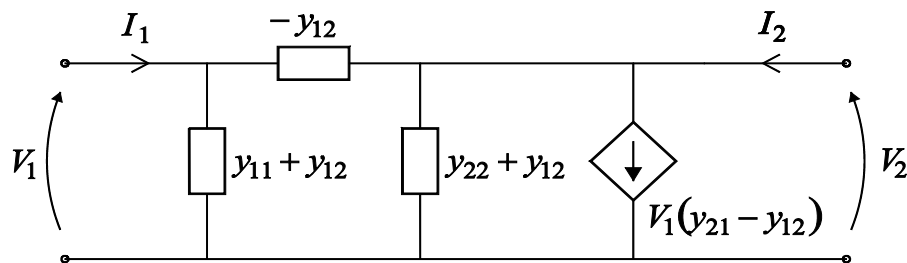 I₁
− y₁₂
I₂
V₁
y₁₁ + y₁₂
y₂₂ + y₁₂
V₁(y₂₁ − y₁₂)
V₂